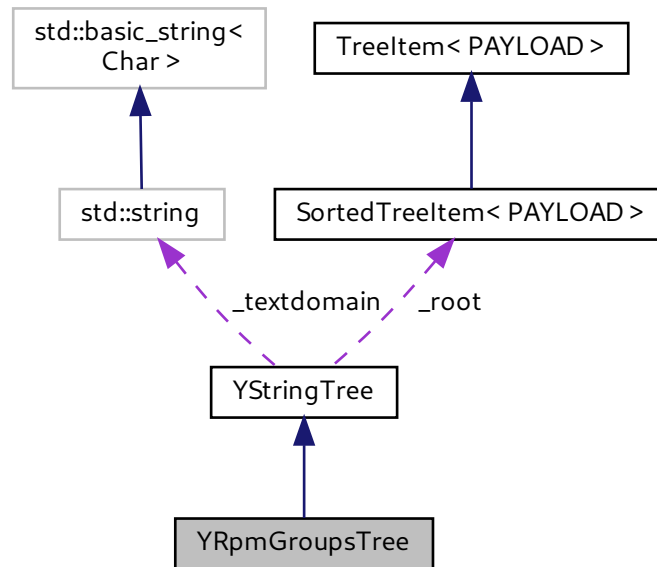 std::basic_string<
Char >
TreeItem< PAYLOAD >
std::string
SortedTreeItem< PAYLOAD >
_textdomain
_root
YStringTree
YRpmGroupsTree